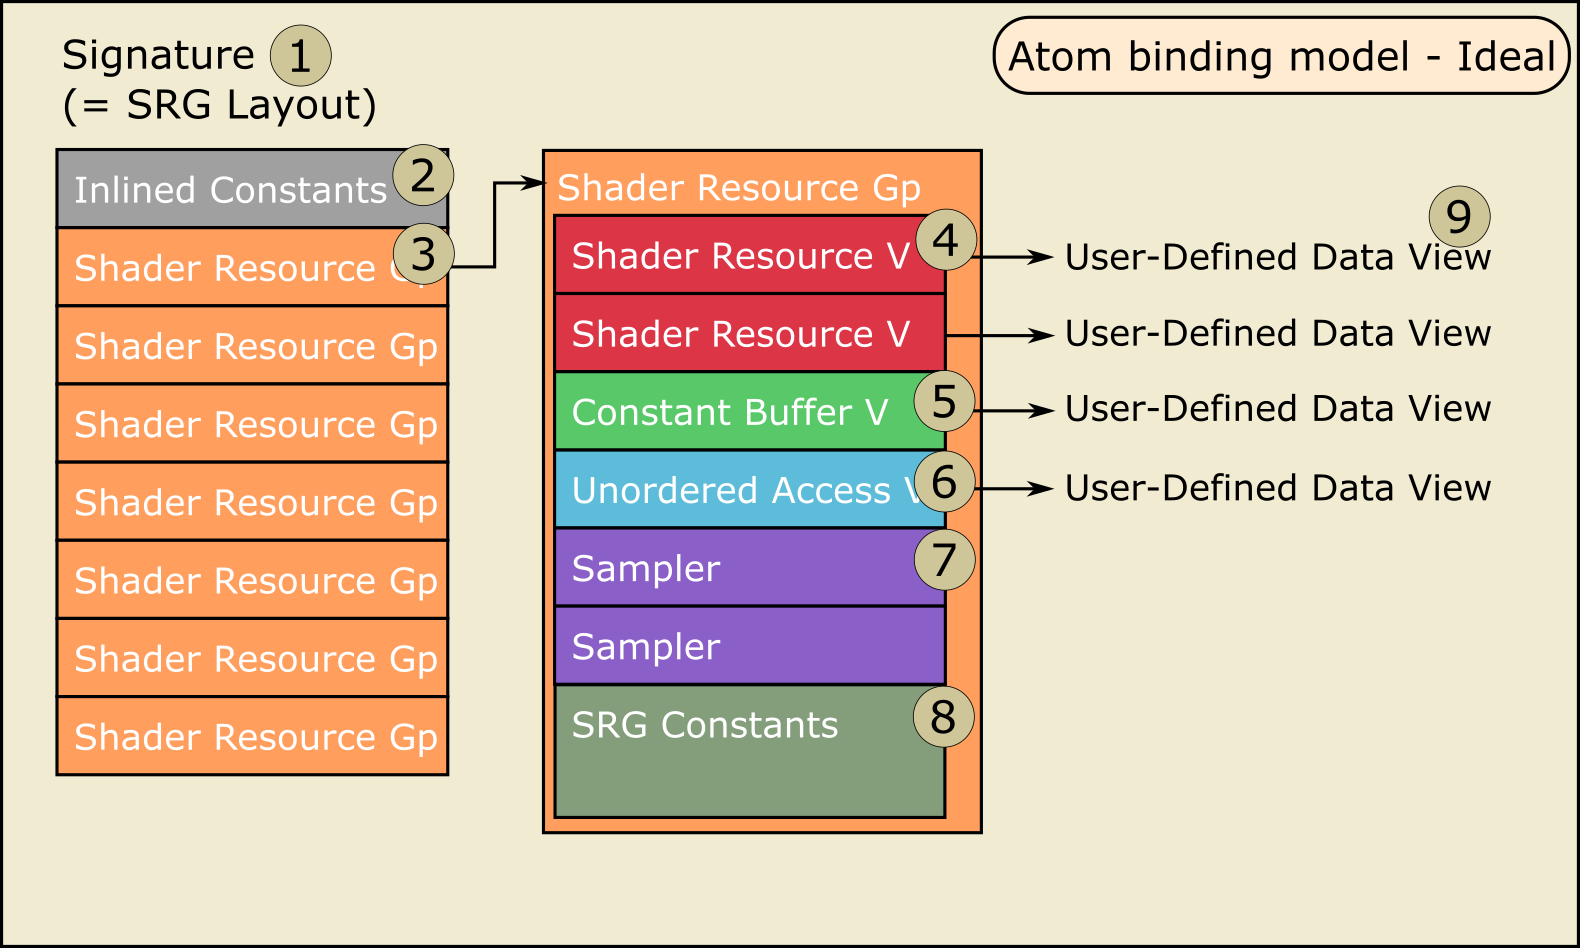 Signature 1
(= SRG Layout)
Atom binding model - Ideal
Inlined Constants 2
Shader Resource 3
Shader Resource Gp
Shader Resource Gp
Shader Resource Gp
Shader Resource Gp
Shader Resource Gp
Shader Resource Gp
Shader Resource Gp
Shader Resource V 4
Shader Resource V
Constant Buffer V 5
Unordered Access V 6
Sampler 7
Sampler
SRG Constants 8
9
User-Defined Data View
User-Defined Data View
User-Defined Data View
User-Defined Data View